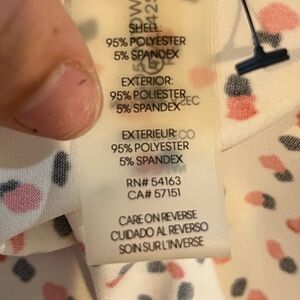 SHELL:
95% POLYESTER
5% SPANDEX
EXTERIOR:
95% POLIESTER
5% SPANDEX
EXTERIEUR:
95% POLYESTER
5% SPANDEX
RN# 54163
CA# 57151
CARE ON REVERSE
CUIDADO AL REVERSO
SOIN SUR L'INVERSE